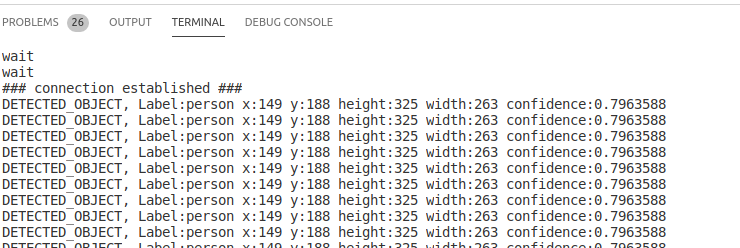 PROBLEMS 26 OUTPUT TERMINAL DEBUG CONSOLE
wait
wait
### connection established ###
DETECTED_OBJECT, Label:person x:149 y:188 height:325 width:263 confidence:0.7963588
DETECTED_OBJECT, Label:person x:149 y:188 height:325 width:263 confidence:0.7963588
DETECTED_OBJECT, Label:person x:149 y:188 height:325 width:263 confidence:0.7963588
DETECTED_OBJECT, Label:person x:149 y:188 height:325 width:263 confidence:0.7963588
DETECTED_OBJECT, Label:person x:149 y:188 height:325 width:263 confidence:0.7963588
DETECTED_OBJECT, Label:person x:149 y:188 height:325 width:263 confidence:0.7963588
DETECTED_OBJECT, Label:person x:149 y:188 height:325 width:263 confidence:0.7963588
DETECTED_OBJECT, Label:person x:149 y:188 height:325 width:263 confidence:0.7963588
DETECTED_OBJECT, Label:person x:149 y:188 height:325 width:263 confidence:0.7963588
DETECTED_OBJECT, Label:person x:149 y:188 height:325 width:263 confidence:0.7963588